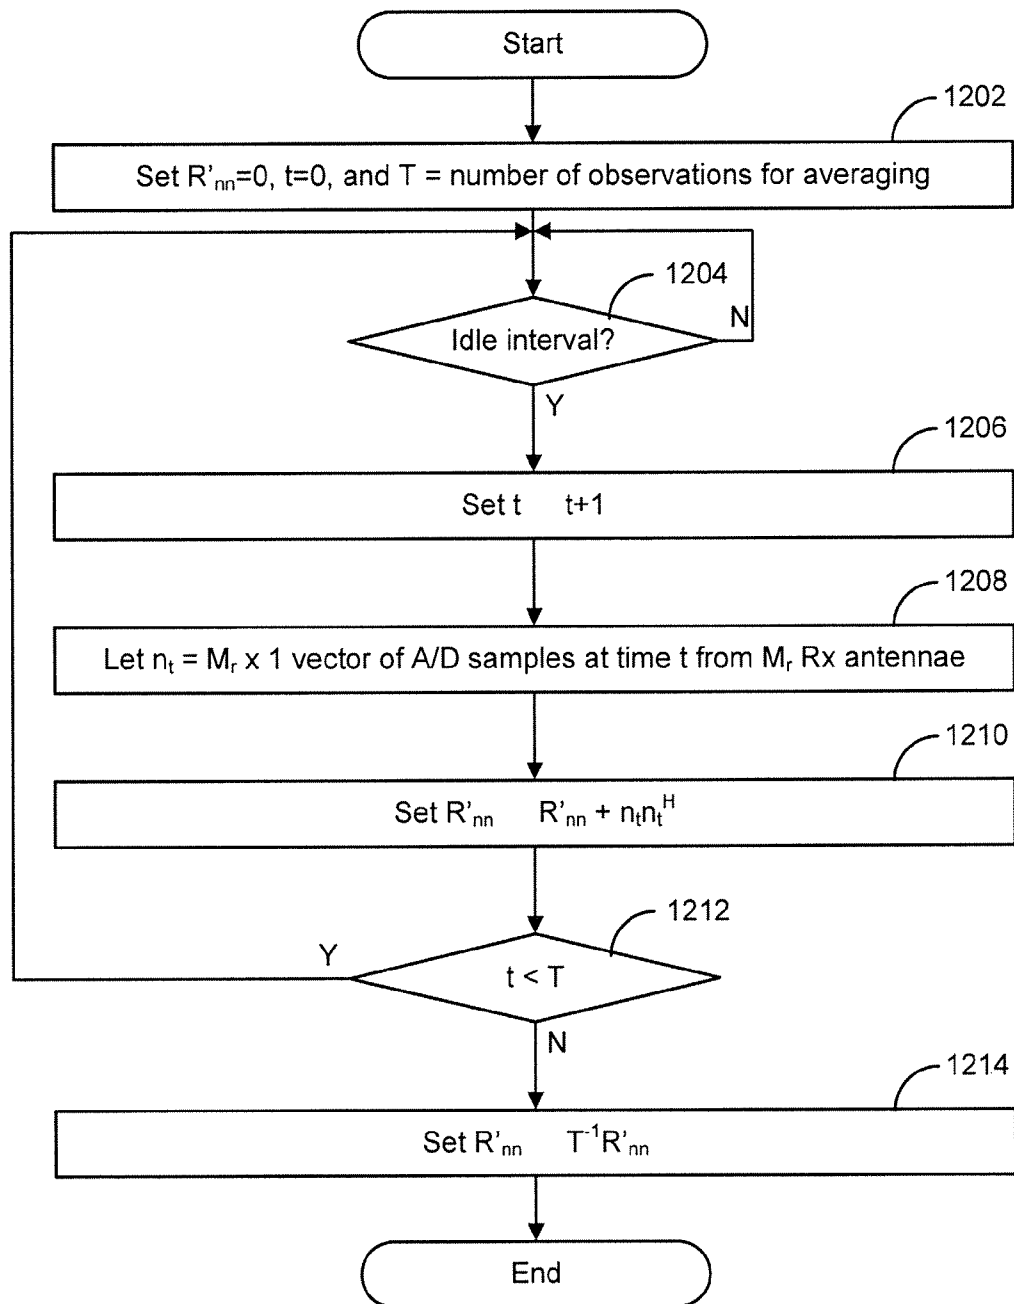 Start
1202
Set R'nn=0, t=0, and T = number of observations for averaging
1204
Idle interval?
N
Y
1206
Set t t+1
1208
Let nt = Mr x 1 vector of A/D samples at time t from Mr Rx antennae
1210
Set R'nn R'nn + ntnt^H
1212
Y
t < T
N
1214
Set R'nn T^-1R'nn
End